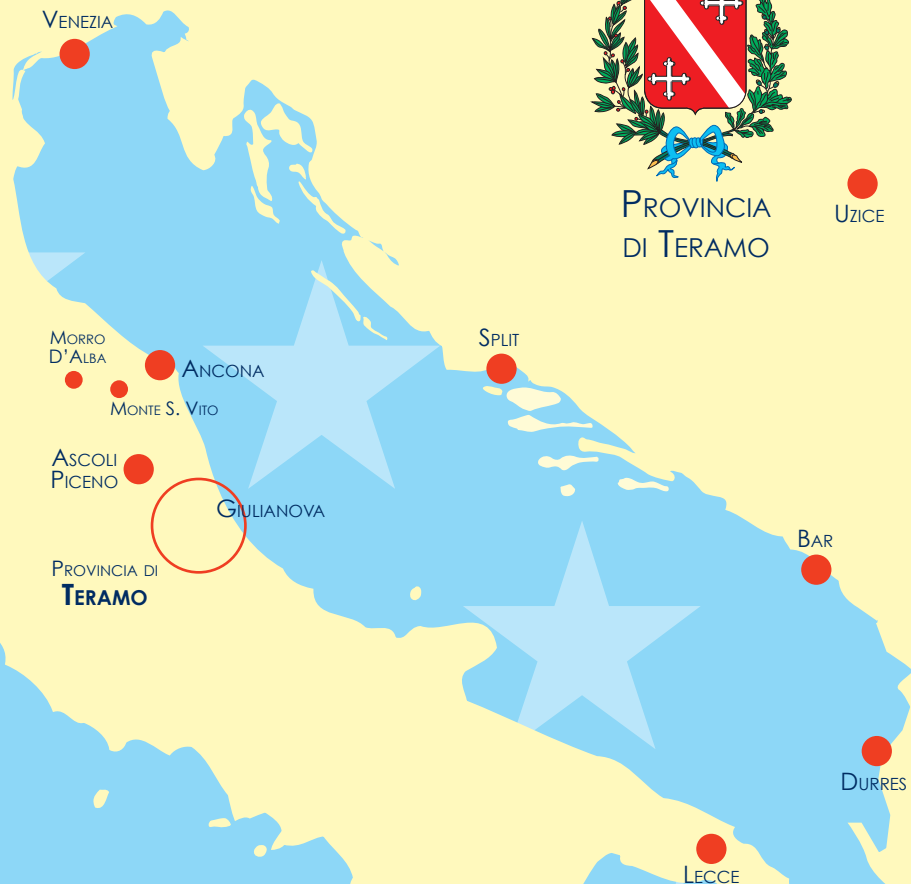 Venezia
Provincia
di Teramo
Uzice
Split
Morro
D'Alba
Ancona
Monte S. Vito
Ascoli
Piceno
Giulianova
Bar
Provincia di
Teramo
Durres
Lecce